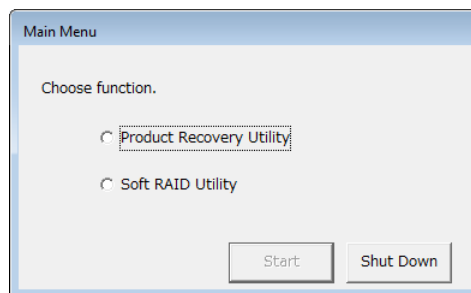 Main Menu
Choose function.
Product Recovery Utility
Soft RAID Utility
Start Shut Down